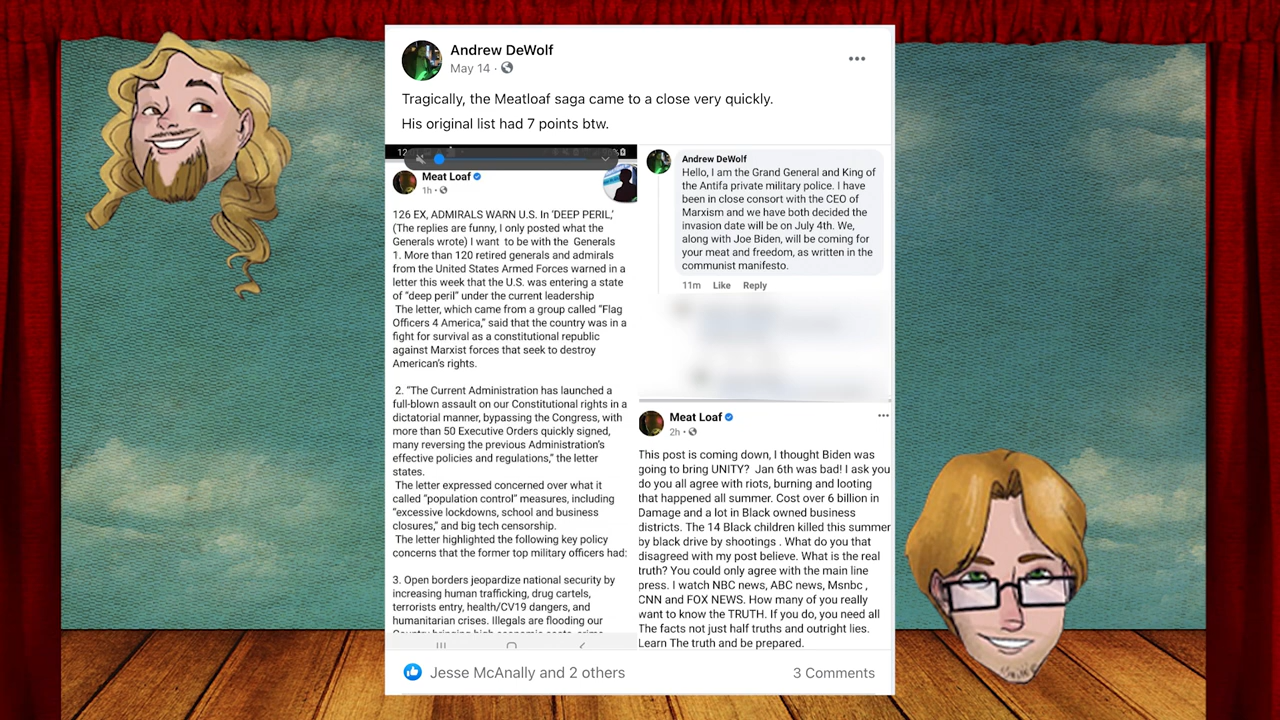 Andrew DeWolf
May 14 ·
Tragically, the Meatloaf saga came to a close very quickly.
His original list had 7 points btw.
12
Meat Loaf
1h ·
126 EX, ADMIRALS WARN U.S. In 'DEEP PERIL,'
(The replies are funny, I only posted what the
Generals wrote) I want to be with the Generals
1. More than 120 retired generals and admirals
from the United States Armed Forces warned in a
letter this week that the U.S. was entering a state
of “deep peril” under the current leadership
The letter, which came from a group called “Flag
Officers 4 America,” said that the country was in a
fight for survival as a constitutional republic
against Marxist forces that seek to destroy
American's rights.
2. “The Current Administration has launched a
full-blown assault on our Constitutional rights in a
dictatorial manner, bypassing the Congress, with
more than 50 Executive Orders quickly signed,
many reversing the previous Administration's
effective policies and regulations,” the letter
states.
The letter expressed concerned over what it
called “population control” measures, including
“excessive lockdowns, school and business
closures,” and big tech censorship.
The letter highlighted the following key policy
concerns that the former top military officers had:
3. Open borders jeopardize national security by
increasing human trafficking, drug cartels,
terrorists entry, health/CV19 dangers, and
humanitarian crises. Illegals are flooding our
Country bringing high economic costs, crime,
Andrew DeWolf
Hello, I am the Grand General and King of
the Antifa private military police. I have
been in close consort with the CEO of
Marxism and we have both decided the
invasion date will be on July 4th. We,
along with Joe Biden, will be coming for
your meat and freedom, as written in the
communist manifesto.
11m Like Reply
Meat Loaf
2h ·
This post is coming down, I thought Biden was
going to bring UNITY? Jan 6th was bad! I ask you
do you all agree with riots, burning and looting
that happened all summer. Cost over 6 billion in
Damage and a lot in Black owned business
districts. The 14 Black children killed this summer
by black drive by shootings . What do you that
disagreed with my post believe. What is the real
truth? You could only agree with the main line
press. I watch NBC news, ABC news, Msnbc ,
CNN and FOX NEWS. How many of you really
want to know the TRUTH. If you do, you need all
The facts not just half truths and outright lies.
Learn The truth and be prepared.
Jesse McAnally and 2 others
3 Comments